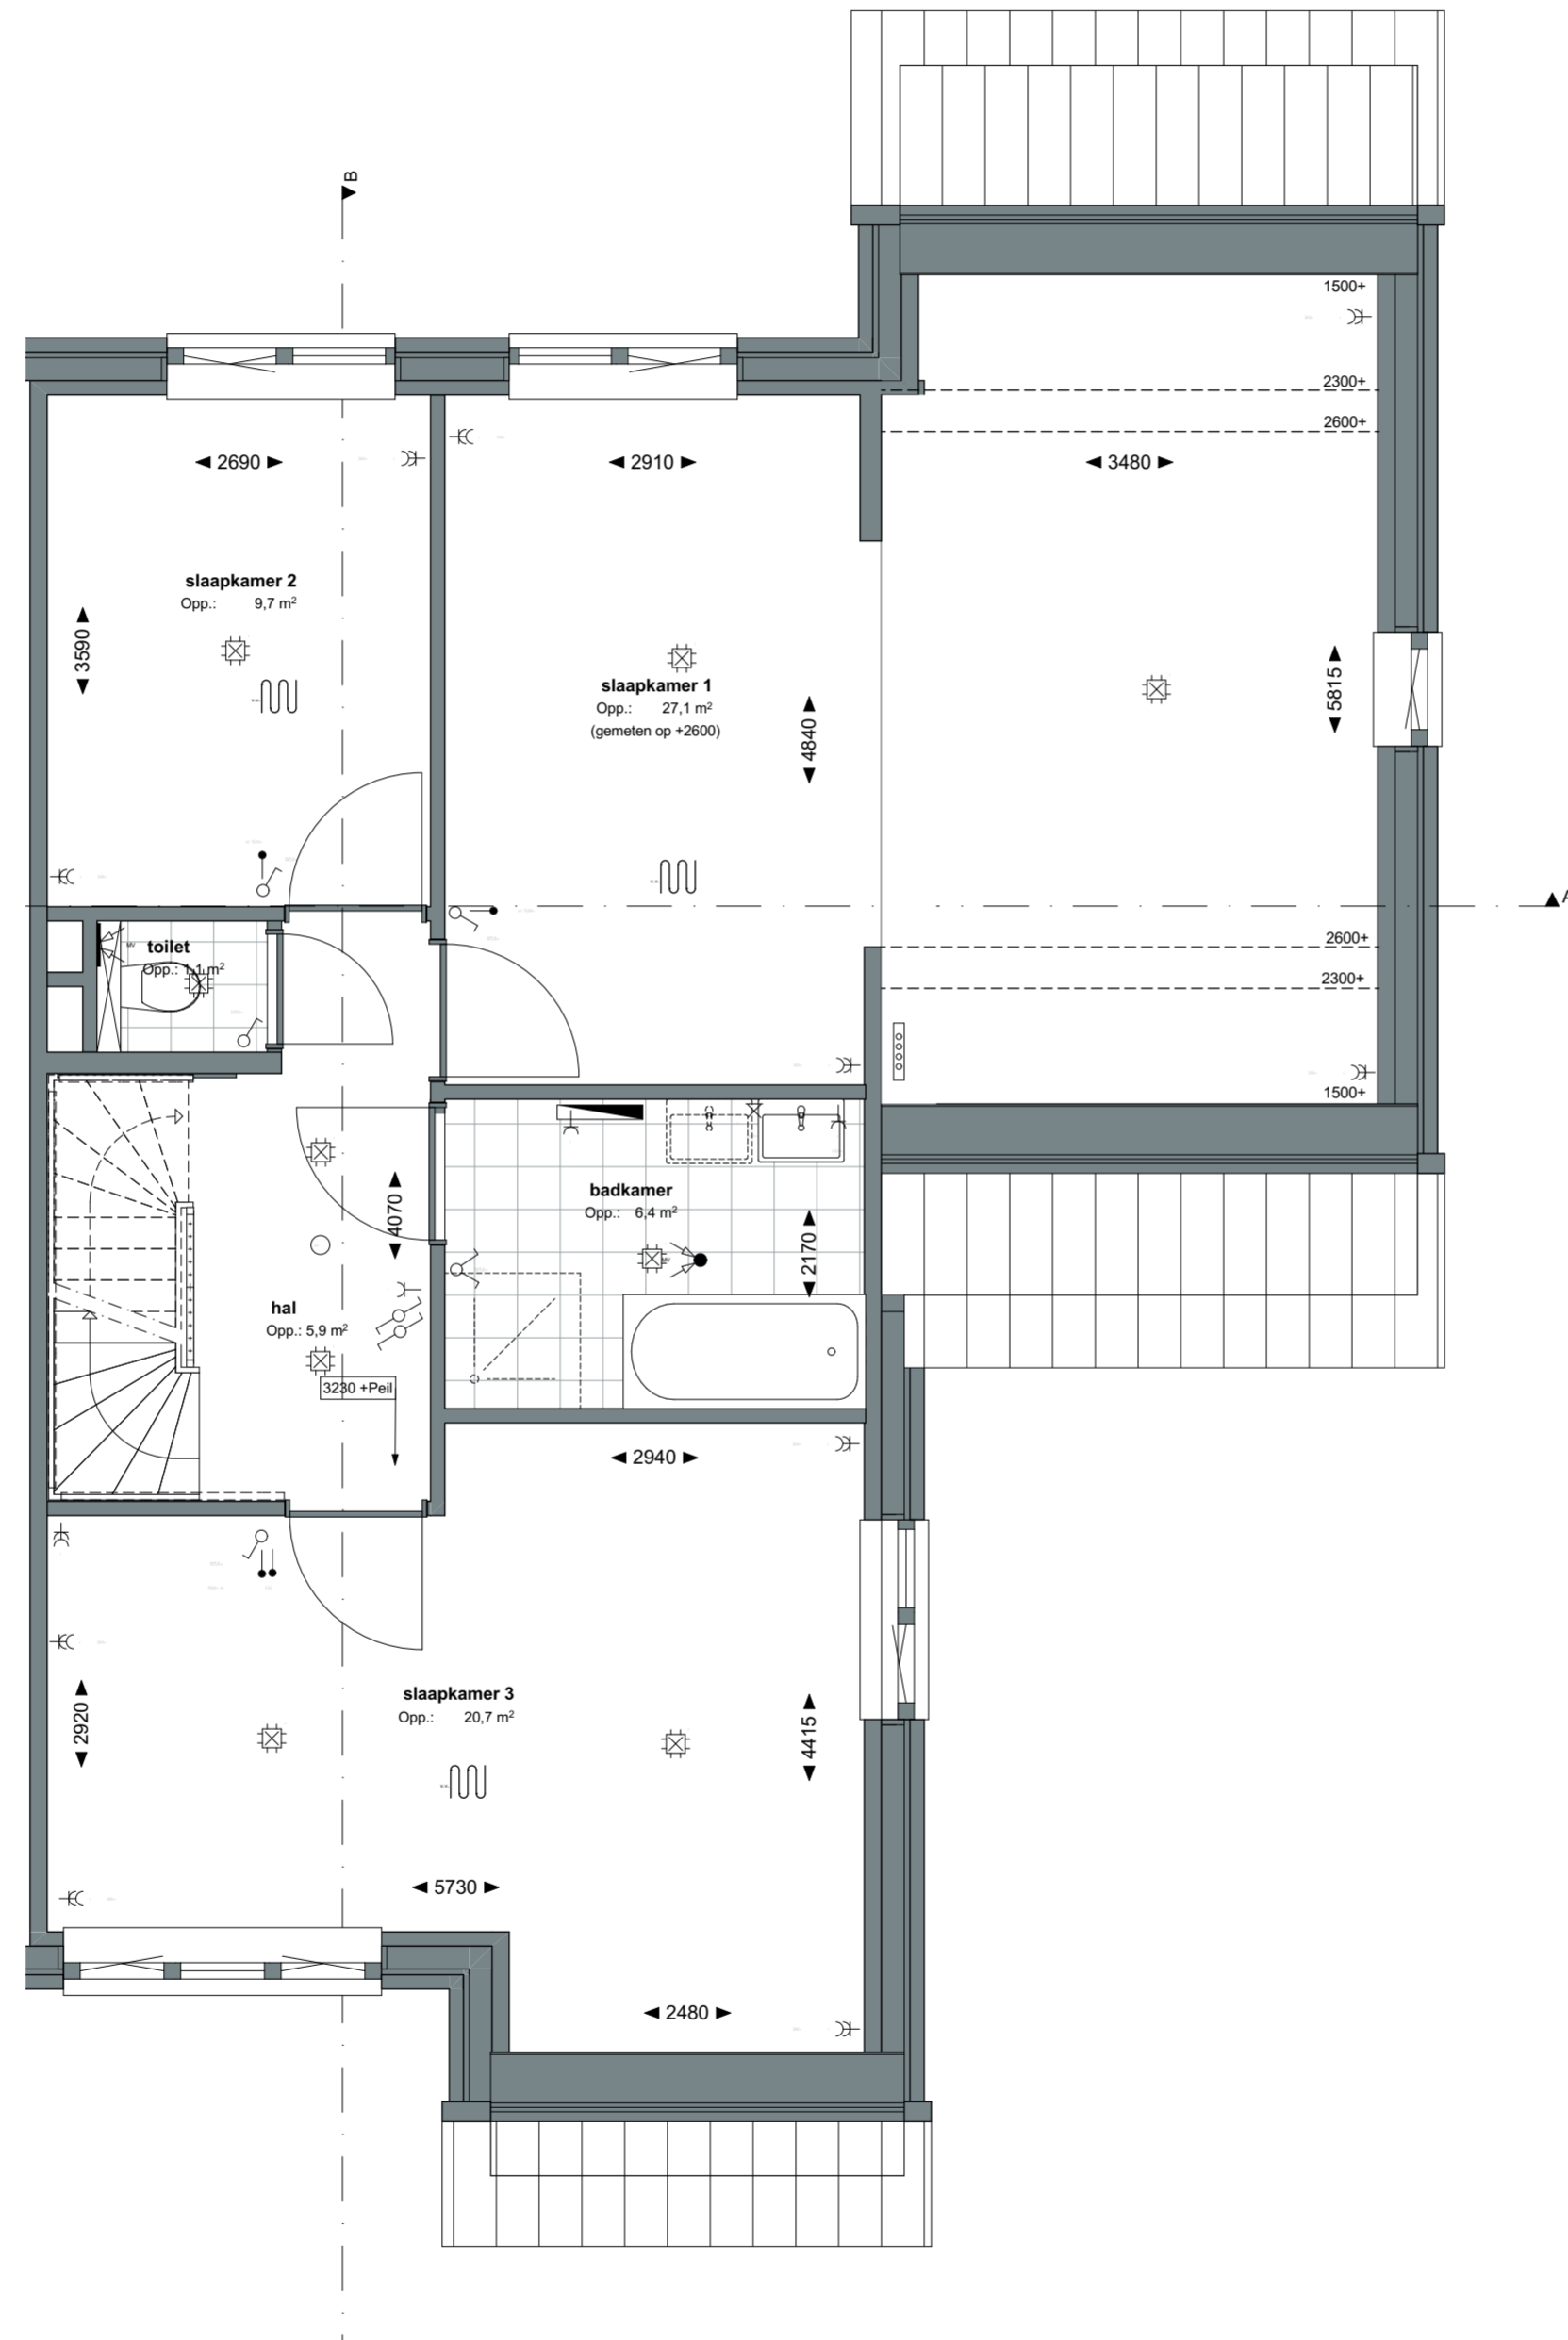 B
1500+
2300+
2600+
2690
2910
3480
slaapkamer 2
Opp.: 9,7 m²
3590
slaapkamer 1
Opp.: 27,1 m²
(gemeten op +2600)
4840
5815
A
2600+
2300+
toilet
Opp.: 1,1 m²
MV
1500+
badkamer
Opp.: 6,4 m²
4070
2170
MV
hal
Opp.: 5,9 m²
3230 +Peil
2940
slaapkamer 3
Opp.: 20,7 m²
2920
4415
5730
2480